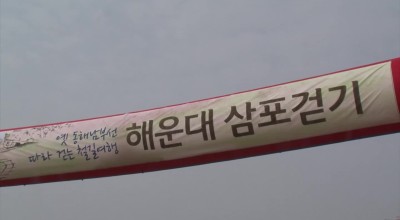 옛 동해남부선
따라 걷는 철길여행
해운대 삼포걷기